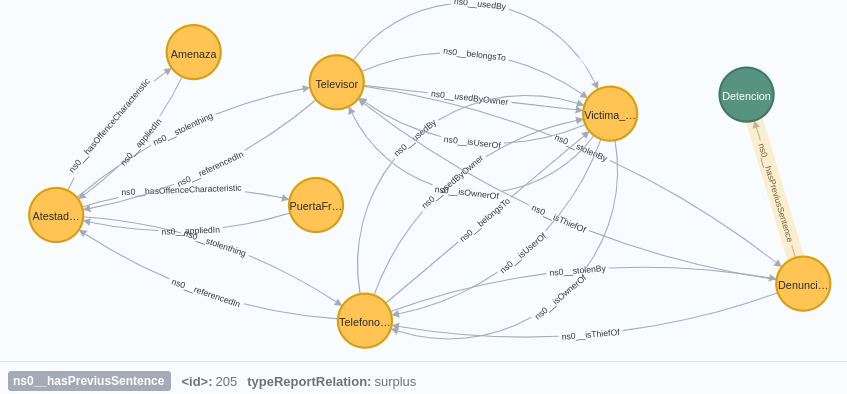 ns0__usedBy
Amenaza
ns0__belongsTo
Televisor
ns0__usedByOwner
Detencion
Victima_...
ns0__hasOffenceCharacteristic
ns0__appliedIn
ns0__stolenthing
ns0__usedBy
ns0__isUserOf
ns0__stolenBy
ns0__hasPreviusSentence
ns0__referencedIn
ns0__usedByOwner
ns0__isOwnerOf
ns0__hasOffenceCharacteristic
PuertaFr...
Atestad...
ns0__appliedIn
ns0__stolenthing
ns0__belongsTo
ns0__isThiefOf
ns0__isUserOf
ns0__stolenBy
ns0__isOwnerOf
Denunci...
ns0__referencedIn
Telefono...
ns0__isThiefOf
ns0__hasPreviusSentence <id>: 205 typeReportRelation: surplus